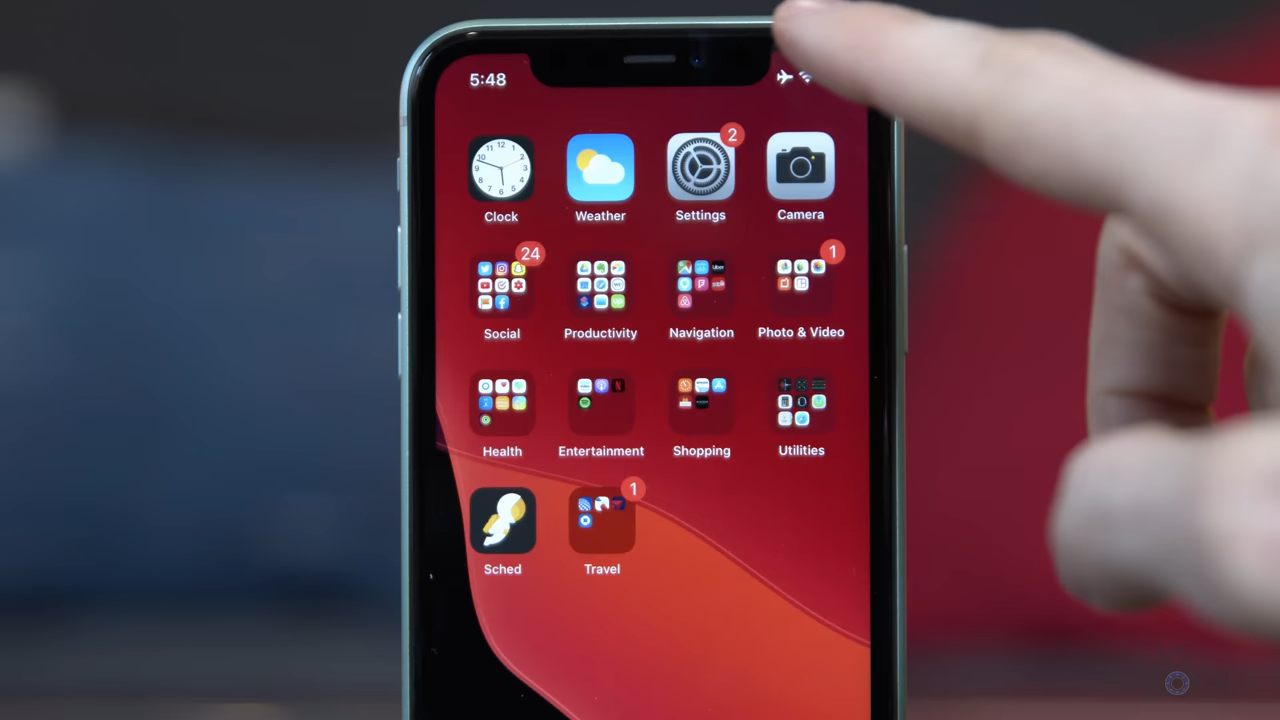 5:48
2
Clock Weather Settings Camera
24
1
Social Productivity Navigation Photo & Video
Health Entertainment Shopping Utilities
1
Sched Travel